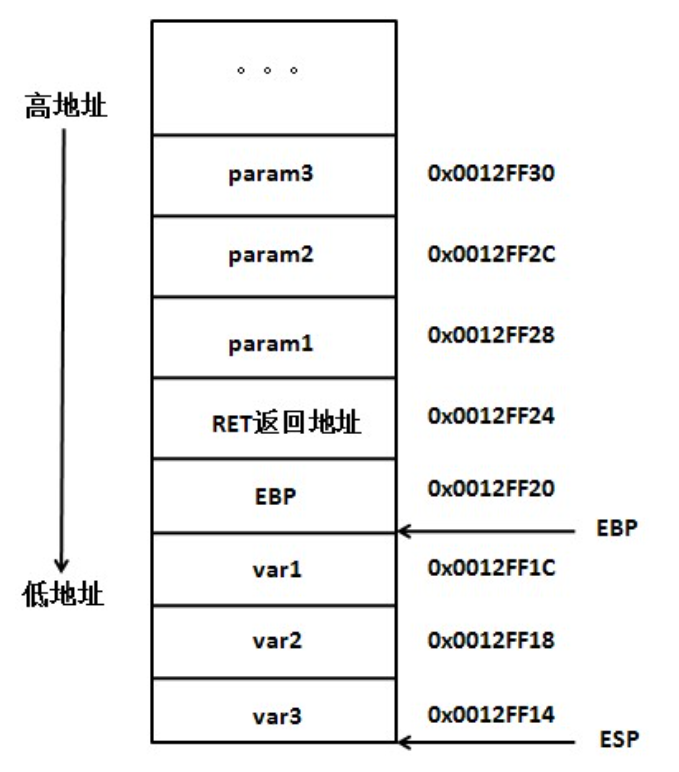 。。。
高地址
param3 0x0012FF30
param2 0x0012FF2C
param1 0x0012FF28
RET返回地址 0x0012FF24
EBP 0x0012FF20
EBP
var1 0x0012FF1C
低地址
var2 0x0012FF18
var3 0x0012FF14
ESP